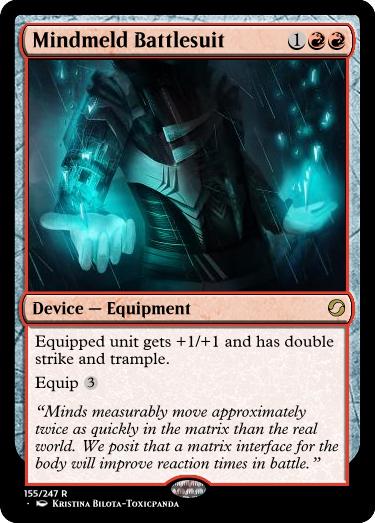 Mindmeld Battlesuit 1
Device — Equipment
Equipped unit gets +1/+1 and has double
strike and trample.
Equip 3
“Minds measurably move approximately
twice as quickly in the matrix than the real
world. We posit that a matrix interface for the
body will improve reaction times in battle.”
155/247 R
· Kristina Bilota-Toxicpanda